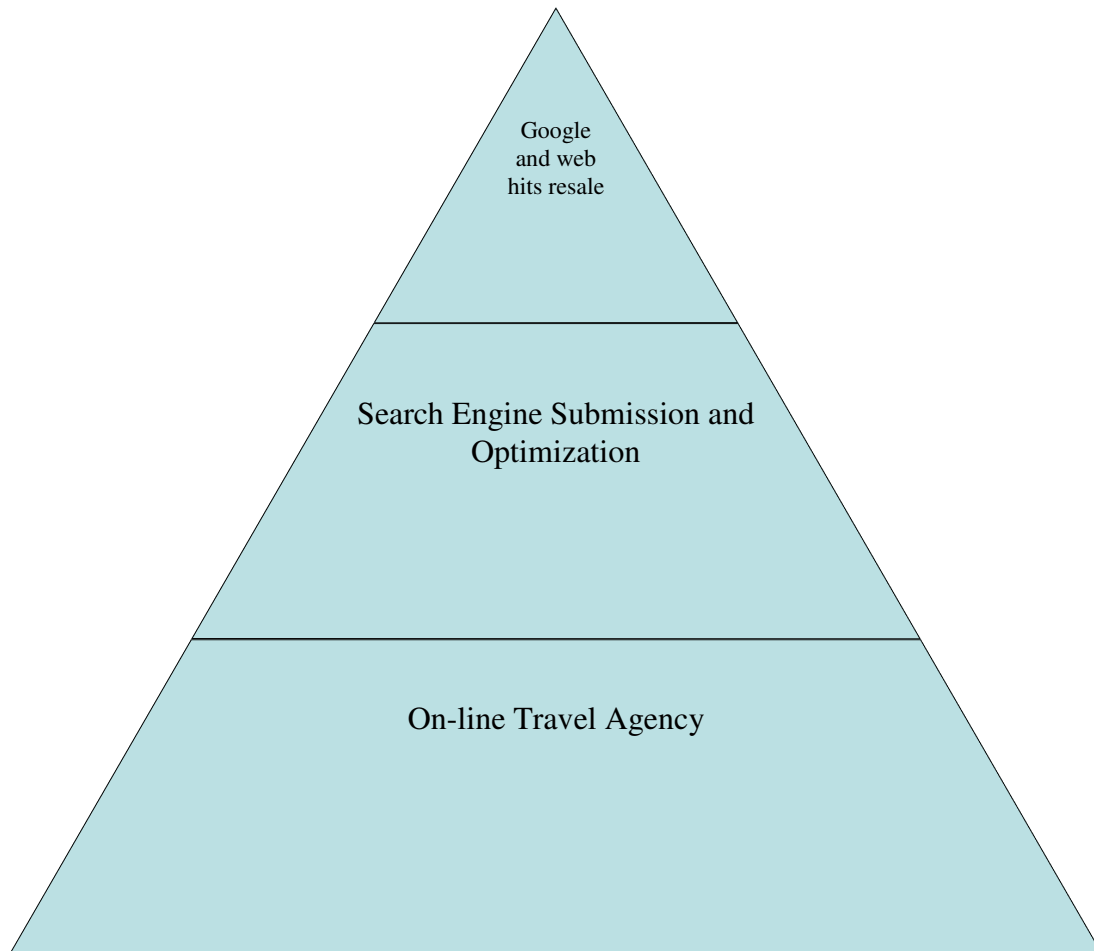 Google
and web
hits resale
Search Engine Submission and
Optimization
On-line Travel Agency